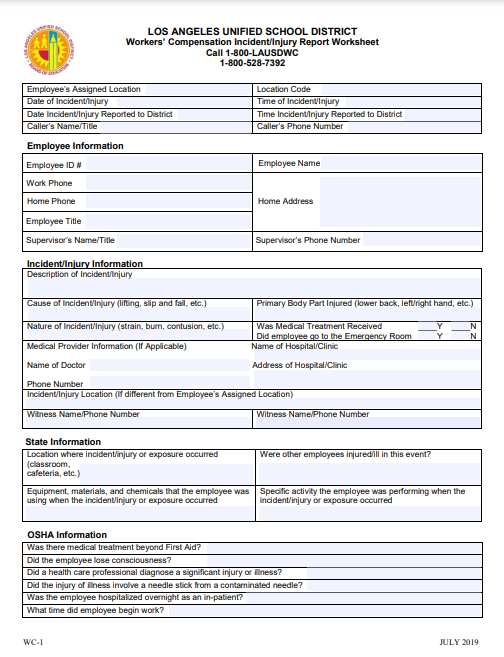 LOS ANGELES UNIFIED SCHOOL DISTRICT
Workers' Compensation Incident/Injury Report Worksheet
Call 1-800-LAUSDWC
1-800-528-7392
Employee's Assigned Location Location Code
Date of Incident/Injury Time of Incident/Injury
Date Incident/Injury Reported to District Time Incident/Injury Reported to District
Caller's Name/Title Caller's Phone Number
Employee Information
Employee ID # Employee Name
Work Phone
Home Phone Home Address
Employee Title
Supervisor's Name/Title Supervisor's Phone Number
Incident/Injury Information
Description of Incident/Injury
Cause of Incident/Injury (lifting, slip and fall, etc.) Primary Body Part Injured (lower back, left/right hand, etc.)
Nature of Incident/Injury (strain, burn, contusion, etc.) Was Medical Treatment Received ____Y ____N
Did employee go to the Emergency Room Y N
Medical Provider Information (If Applicable) Name of Hospital/Clinic
Name of Doctor Address of Hospital/Clinic
Phone Number
Incident/Injury Location (If different from Employee's Assigned Location)
Witness Name/Phone Number Witness Name/Phone Number
State Information
Location where incident/injury or exposure occurred Were other employees injured/ill in this event?
(classroom,
cafeteria, etc.)
Equipment, materials, and chemicals that the employee was Specific activity the employee was performing when the
using when the incident/injury or exposure occurred incident/injury or exposure occurred
OSHA Information
Was there medical treatment beyond First Aid?
Did the employee lose consciousness?
Did a health care professional diagnose a significant injury or illness?
Did the injury of illness involve a needle stick from a contaminated needle?
Was the employee hospitalized overnight as an in-patient?
What time did employee begin work?
WC-1 JULY 2019